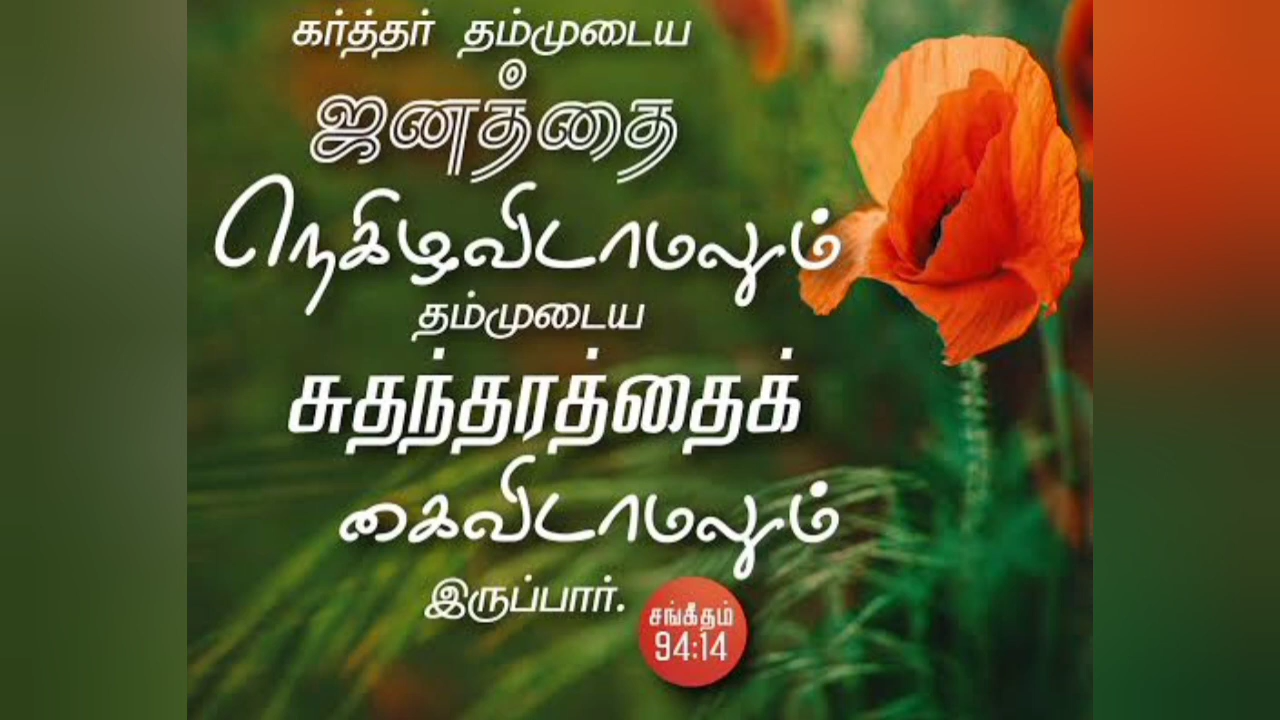 கர்த்தர் தம்முடைய
ஜனத்தை
நெகிழவிடாமலும்
தம்முடைய
சுதந்தரத்தைக்
கைவிடாமலும்
இருப்பார்.
சங்கீதம்
94:14